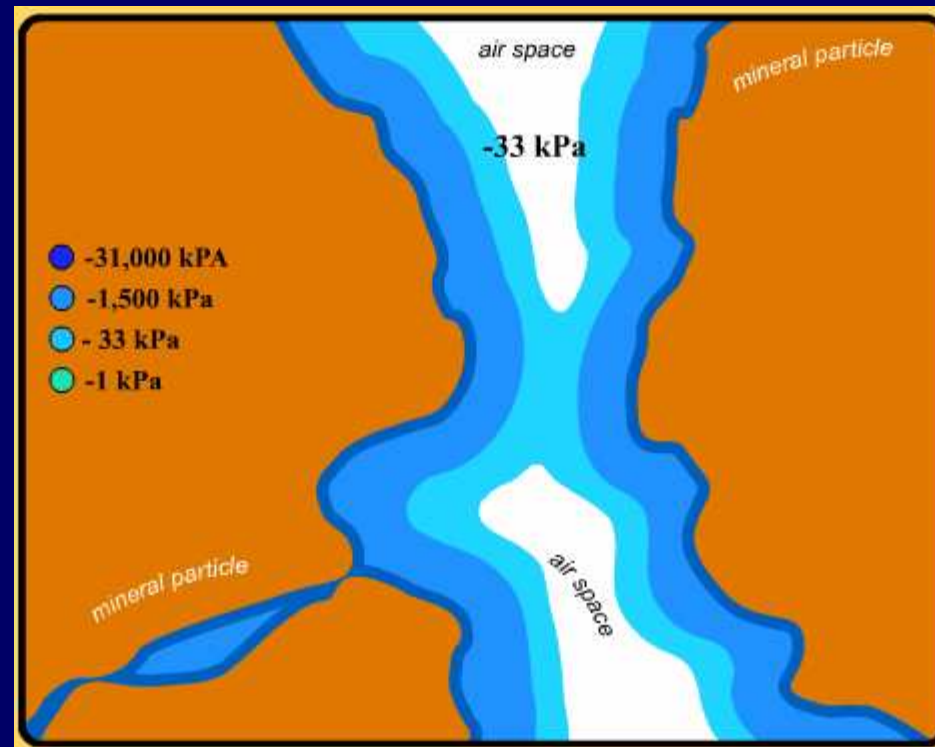 air space
mineral particle
-33 kPa
-31,000 kPA
-1,500 kPa
- 33 kPa
-1 kPa
mineral particle
air space